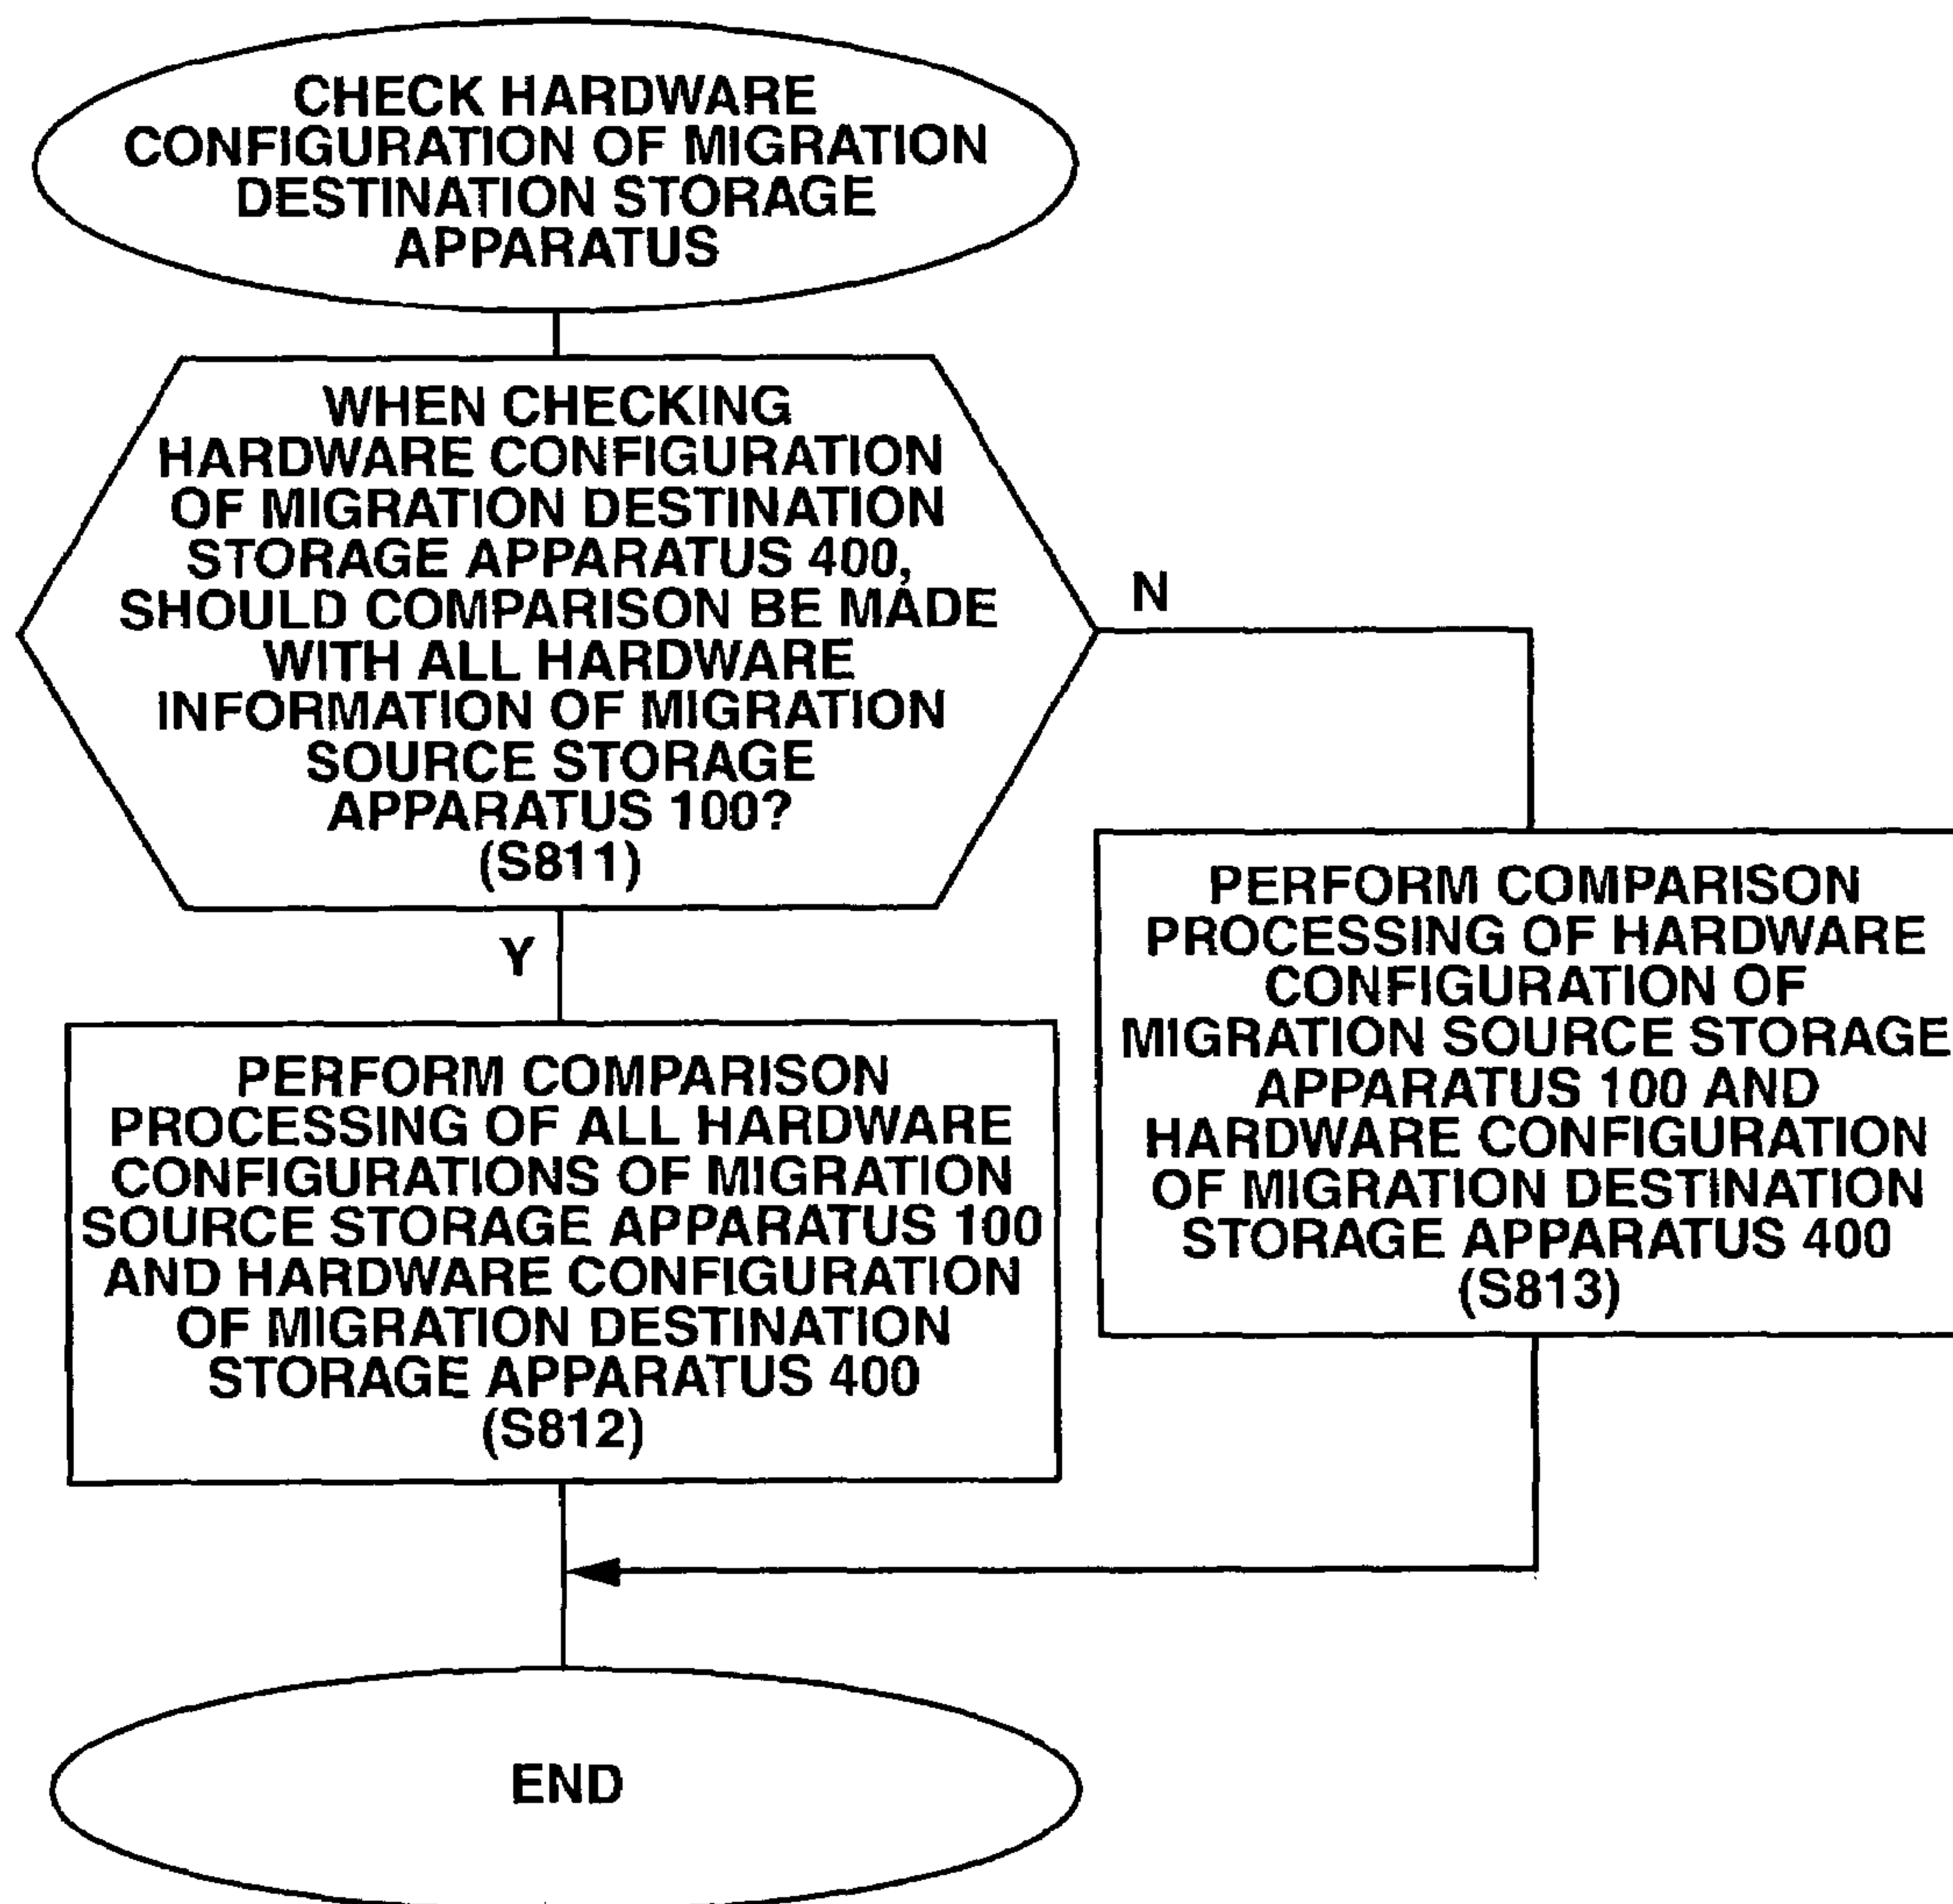 CHECK HARDWARE
CONFIGURATION OF MIGRATION
DESTINATION STORAGE
APPARATUS
WHEN CHECKING
HARDWARE CONFIGURATION
OF MIGRATION DESTINATION
STORAGE APPARATUS 400,
SHOULD COMPARISON BE MADE
WITH ALL HARDWARE
INFORMATION OF MIGRATION
SOURCE STORAGE
APPARATUS 100?
(S811)
N
Y
PERFORM COMPARISON
PROCESSING OF HARDWARE
CONFIGURATION OF
MIGRATION SOURCE STORAGE
APPARATUS 100 AND
HARDWARE CONFIGURATION
OF MIGRATION DESTINATION
STORAGE APPARATUS 400
(S813)
PERFORM COMPARISON
PROCESSING OF ALL HARDWARE
CONFIGURATIONS OF MIGRATION
SOURCE STORAGE APPARATUS 100
AND HARDWARE CONFIGURATION
OF MIGRATION DESTINATION
STORAGE APPARATUS 400
(S812)
END